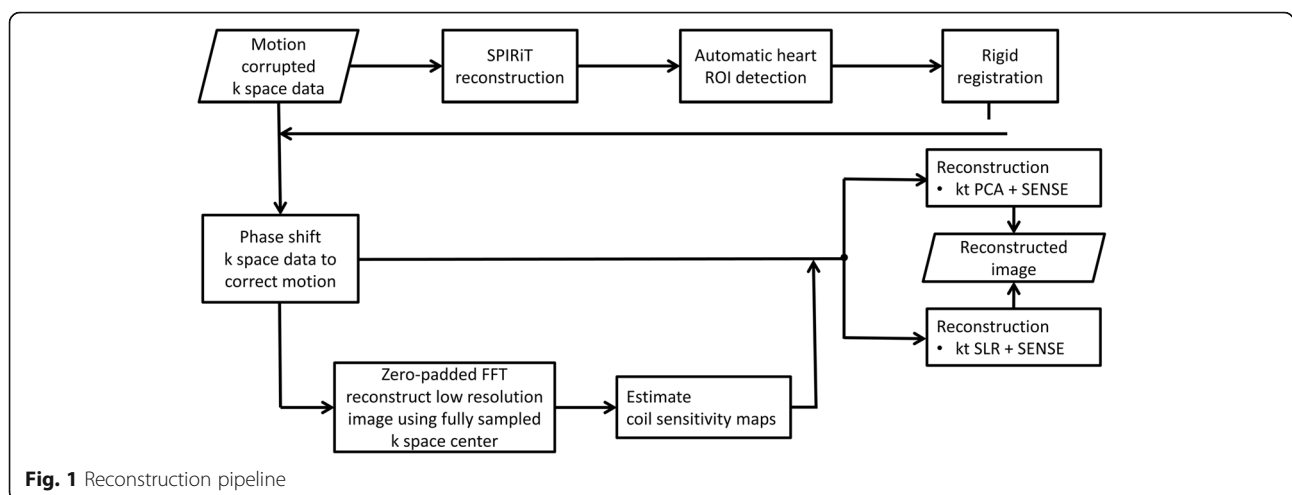 Motion
corrupted
k space data
SPIRiT
reconstruction
Automatic heart
ROI detection
Rigid
registration
Phase shift
k space data to
correct motion
Zero-padded FFT
reconstruct low resolution
image using fully sampled
k space center
Estimate
coil sensitivity maps
Reconstruction
• kt PCA + SENSE
Reconstructed
image
Reconstruction
• kt SLR + SENSE
Fig. 1 Reconstruction pipeline